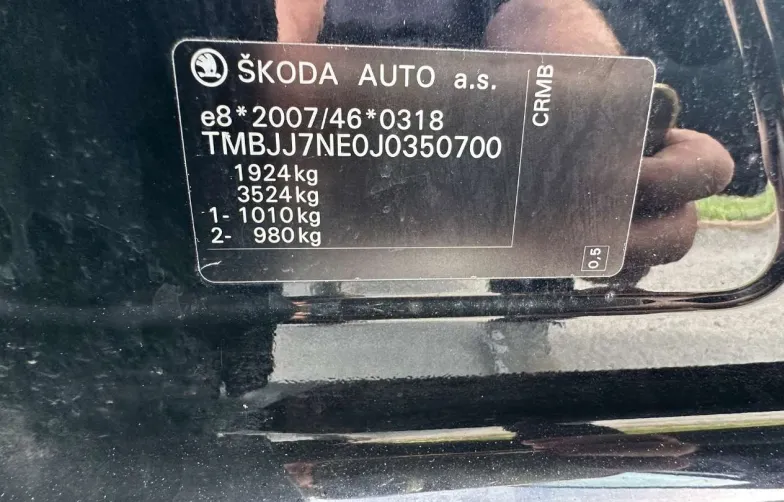 ŠKODA AUTO a.s.
e8*2007/46*0318
TMBJJ7NE0J0350700
1924kg
3524kg
1- 1010kg
2- 980kg
CRMB
0,5